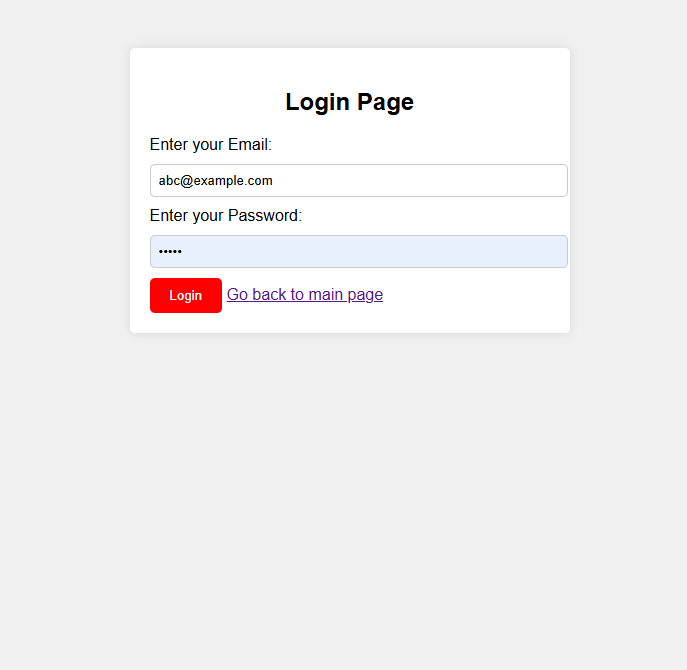 Login Page
Enter your Email:
abc@example.com
Enter your Password:
•••••
Login Go back to main page